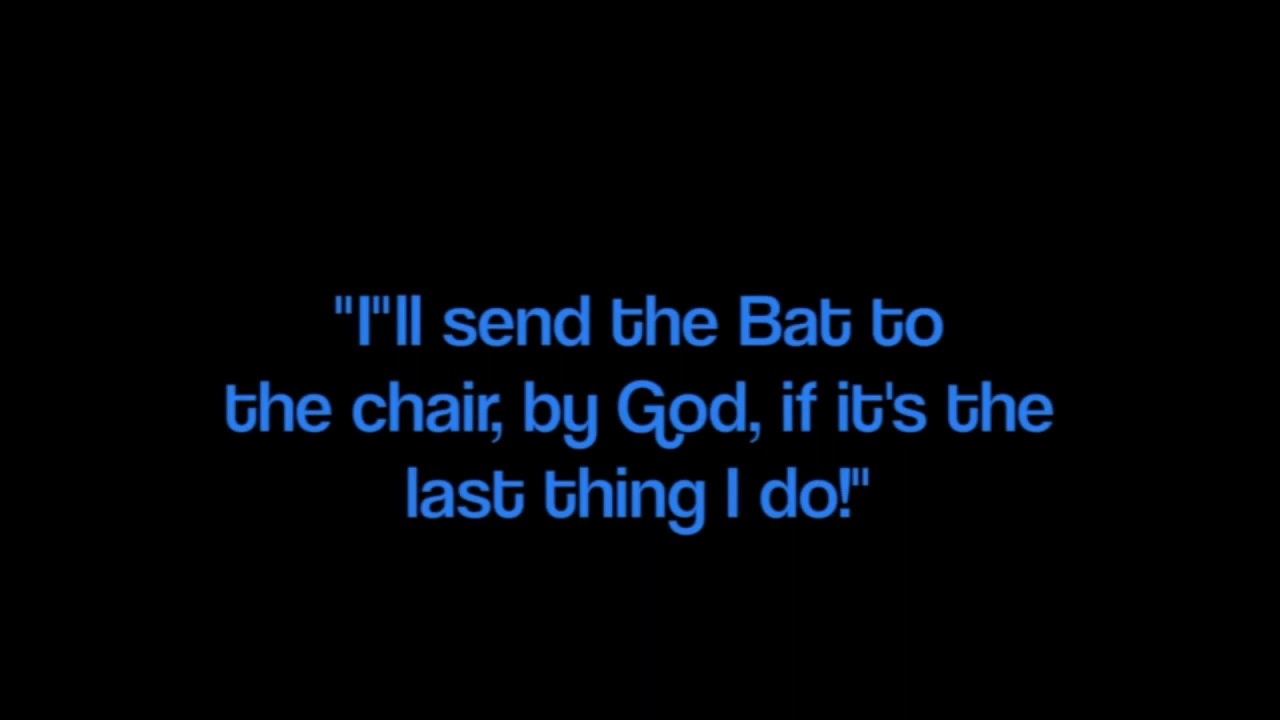 "I"ll send the Bat to
the chair, by God, if it's the
last thing I do!"